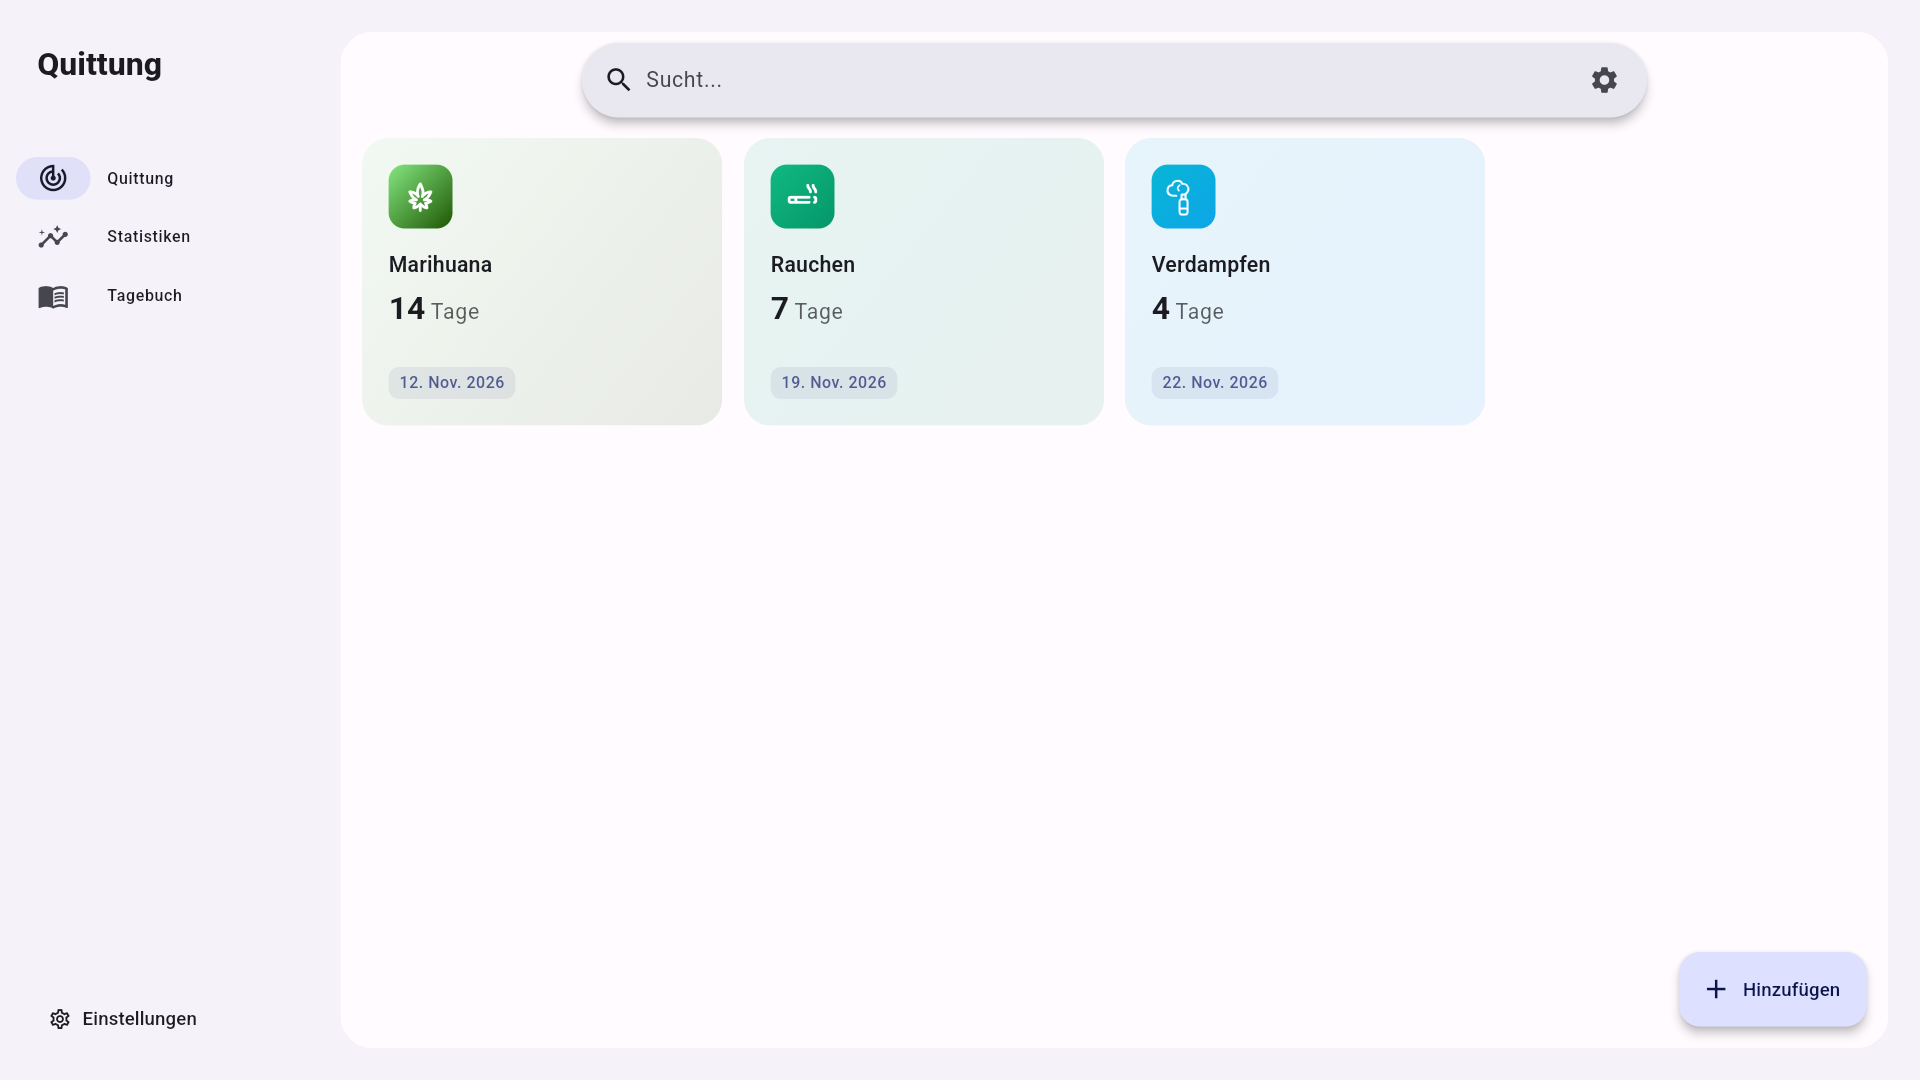 Quittung
Quittung
Statistiken
Tagebuch
Einstellungen
Sucht...
Marihuana
14 Tage
12. Nov. 2026
Rauchen
7 Tage
19. Nov. 2026
Verdampfen
4 Tage
22. Nov. 2026
Hinzufügen